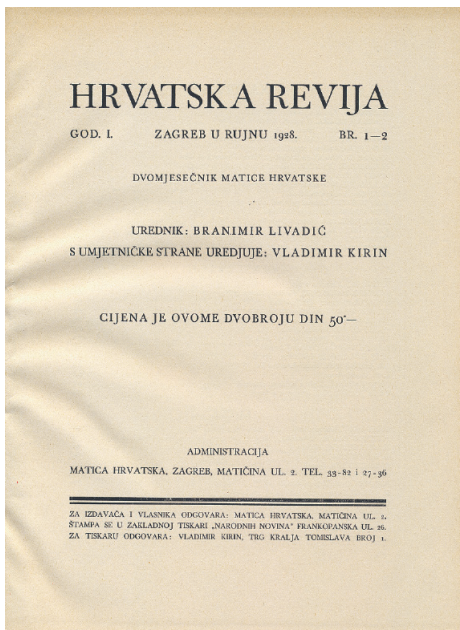 HRVATSKA REVIJA
GOD. I. ZAGREB U RUJNU 1928. BR. 1—2
DVOMJESEČNIK MATICE HRVATSKE
UREDNIK: BRANIMIR LIVADIĆ
S UMJETNIČKE STRANE UREDJUJE: VLADIMIR KIRIN
CIJENA JE OVOME DVOBROJU DIN 50·—
ADMINISTRACIJA
MATICA HRVATSKA, ZAGREB, MATIČINA UL. 2. TEL. 33-82 i 27-36
ZA IZDAVAČA I VLASNIKA ODGOVARA: MATICA HRVATSKA, MATIČINA UL. 2.
ŠTAMPA SE U ZAKLADNOJ TISKARI „NARODNIH NOVINA" FRANKOPANSKA UL. 26.
ZA TISKARU ODGOVARA: VLADIMIR KIRIN, TRG KRALJA TOMISLAVA BROJ 1.